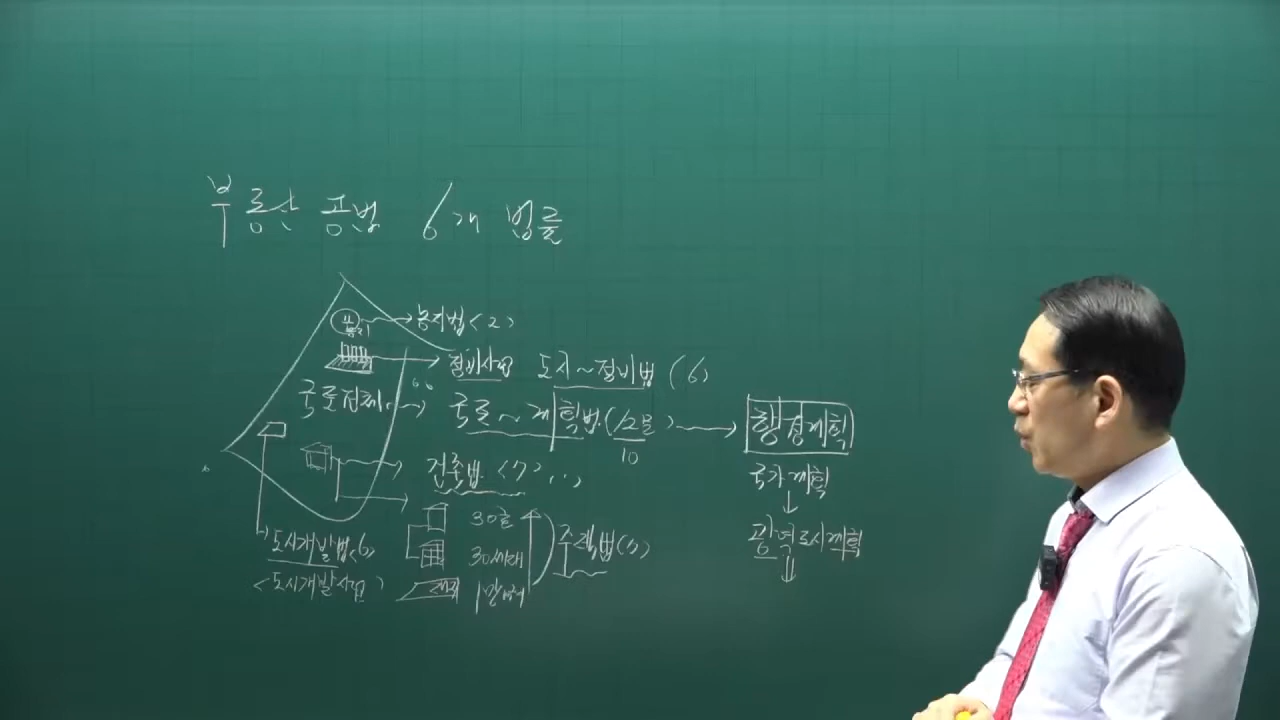 부동산 공법 6개 법률
농지 → 농지법 (2)
정비사업 도시~정비법 (6)
국토전체 → 국토~계획법 (12문) → 행정계획
10
국가계획
건축법 (7)
광역도시계획
30호
30세대
1만㎡
주택법
도시개발법 (6)
<도시개발사업>